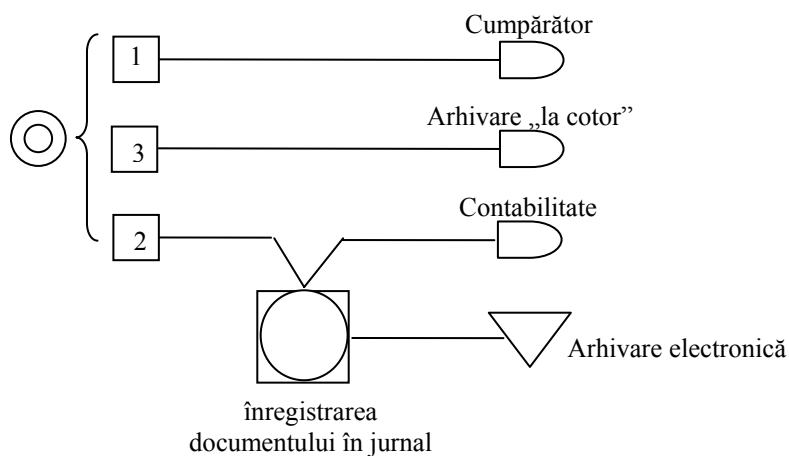 Cumpărător
1
Arhivare „la cotor”
3
Contabilitate
2
Arhivare electronică
înregistrarea
documentului în jurnal